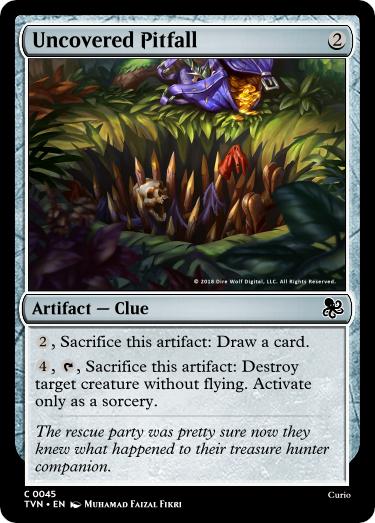 Uncovered Pitfall 2
© 2018 Dire Wolf Digital, LLC. All Rights Reserved.
Artifact — Clue
2, Sacrifice this artifact: Draw a card.
4, , Sacrifice this artifact: Destroy
target creature without flying. Activate
only as a sorcery.
The rescue party was pretty sure now they
knew what happened to their treasure hunter
companion.
C 0045
TVN • EN Muhamad Faizal Fikri
Curio